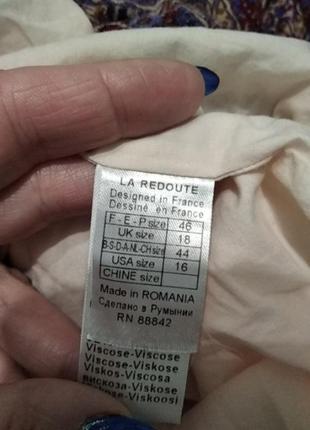 LA REDOUTE
Designed in France
Dessiné en France
F - E - P size 46
UK size 18
B-S-D-A-NL-CH size 44
USA size 16
CHINE size
Made in ROMANIA
Сделано в Румынии
RN 88842
Viscose-Viscose
Viscose-Viskose
Viskos-Viscosa
вискоза-Viskose
Viskose-Viskoosi